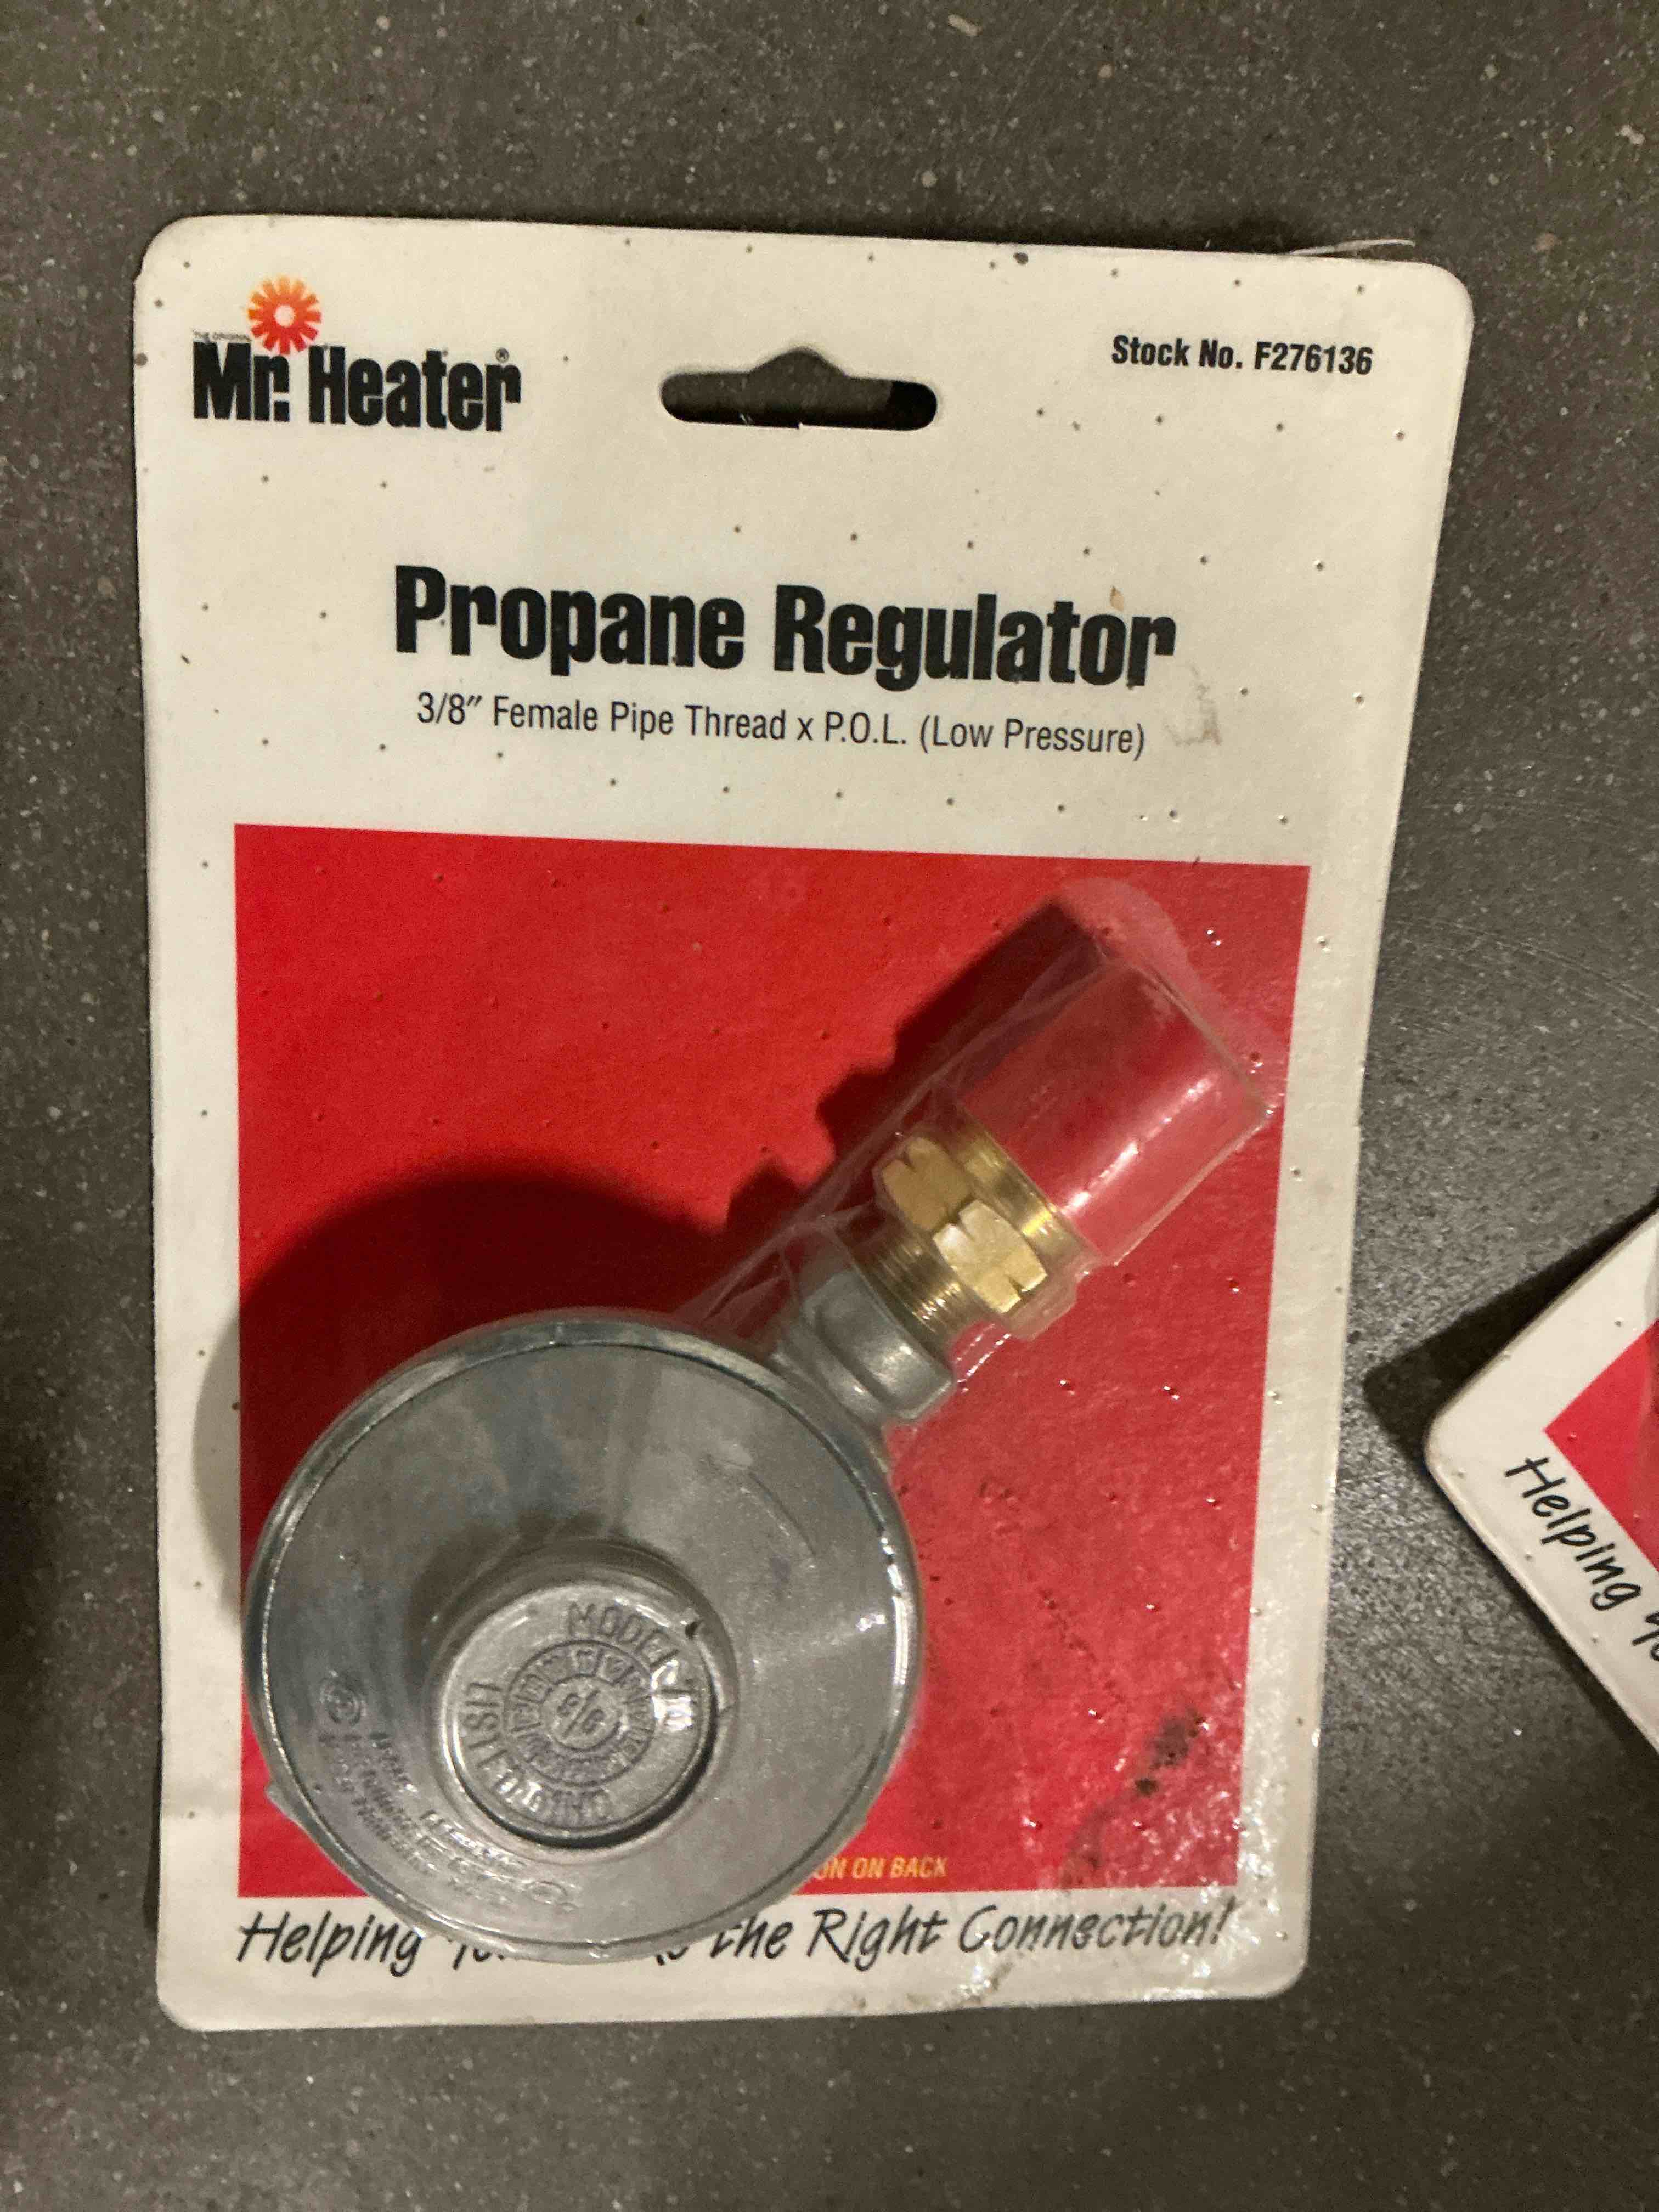 THE ORIGINAL
Mr. Heater®
Stock No. F276136
Propane Regulator
3/8" Female Pipe Thread x P.O.L. (Low Pressure)
MODEL
ON BACK
Helping the Right Connection!
Helping